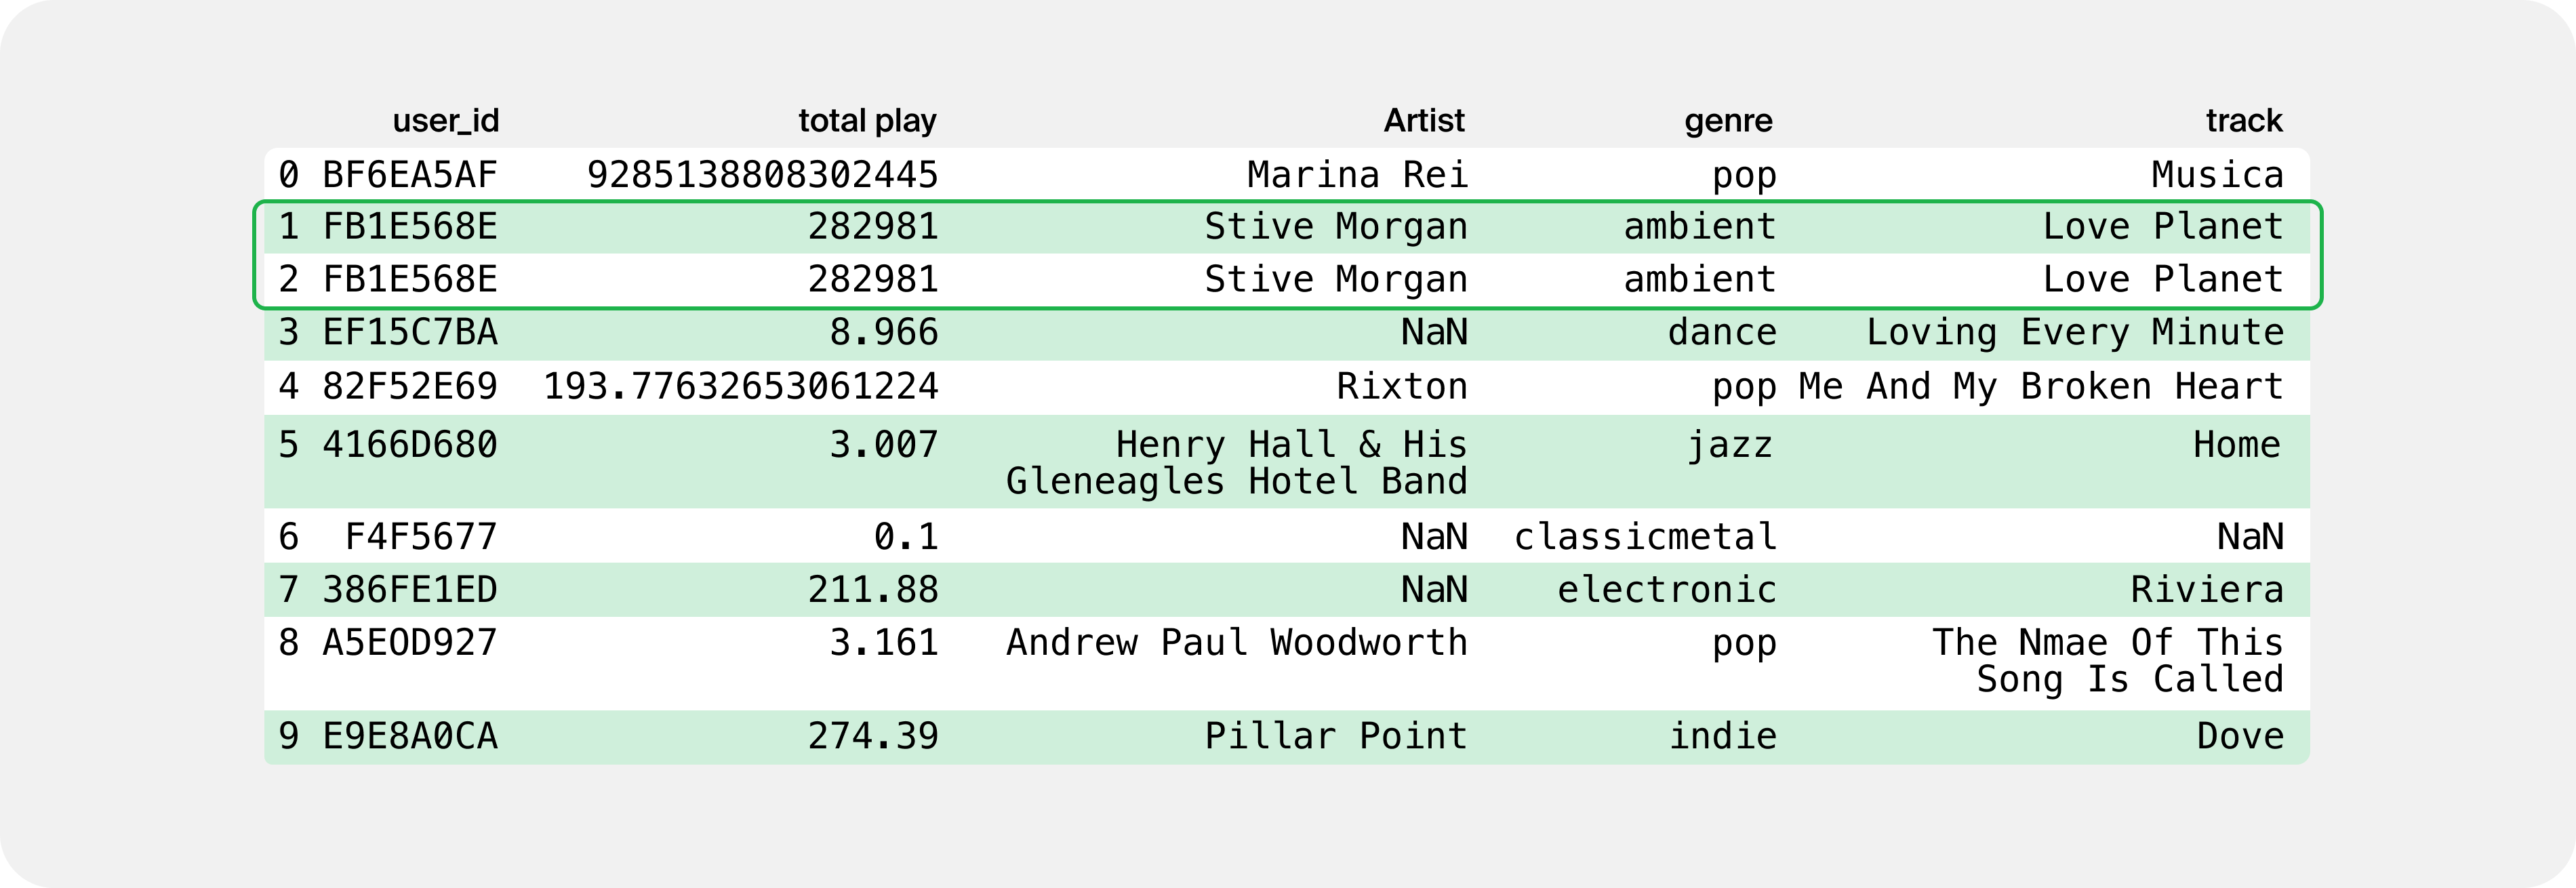 user_id total play Artist genre track
0 BF6EA5AF 9285138808302445 Marina Rei pop Musica
1 FB1E568E 282981 Stive Morgan ambient Love Planet
2 FB1E568E 282981 Stive Morgan ambient Love Planet
3 EF15C7BA 8.966 NaN dance Loving Every Minute
4 82F52E69 193.77632653061224 Rixton pop Me And My Broken Heart
5 4166D680 3.007 Henry Hall & His jazz Home
Gleneagles Hotel Band
6 F4F5677 0.1 NaN classicmetal NaN
7 386FE1ED 211.88 NaN electronic Riviera
8 A5EOD927 3.161 Andrew Paul Woodworth pop The Nmae Of This
Song Is Called
9 E9E8A0CA 274.39 Pillar Point indie Dove